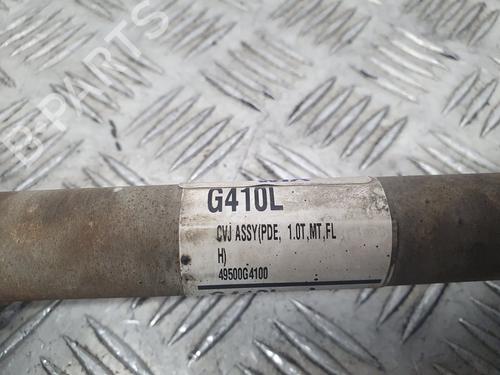 B-PARTS
G410L
CVJ ASSY(PDE, 1.0T,MT,FL
H)
49500G4100